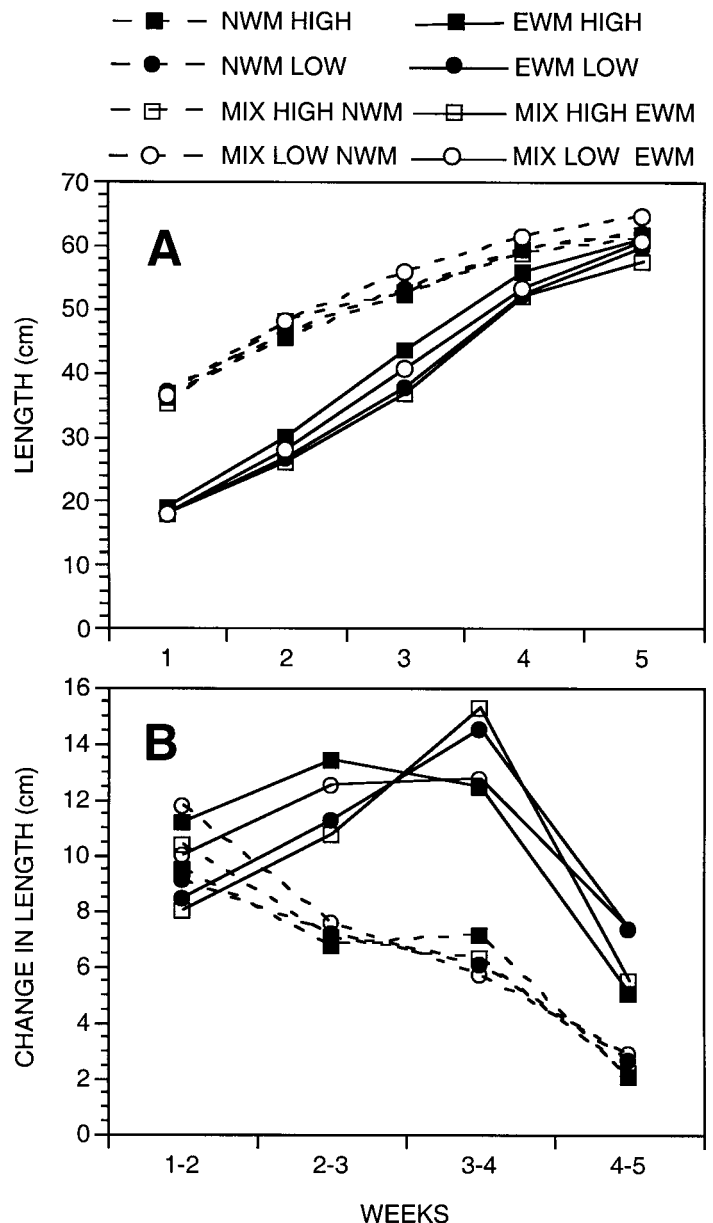 NWM HIGH EWM HIGH
NWM LOW EWM LOW
MIX HIGH NWM MIX HIGH EWM
MIX LOW NWM MIX LOW EWM
70
A
60
50
LENGTH (cm)
40
30
20
10
0
1 2 3 4 5
16
B
14
12
CHANGE IN LENGTH (cm)
10
8
6
4
2
0
1-2 2-3 3-4 4-5
WEEKS